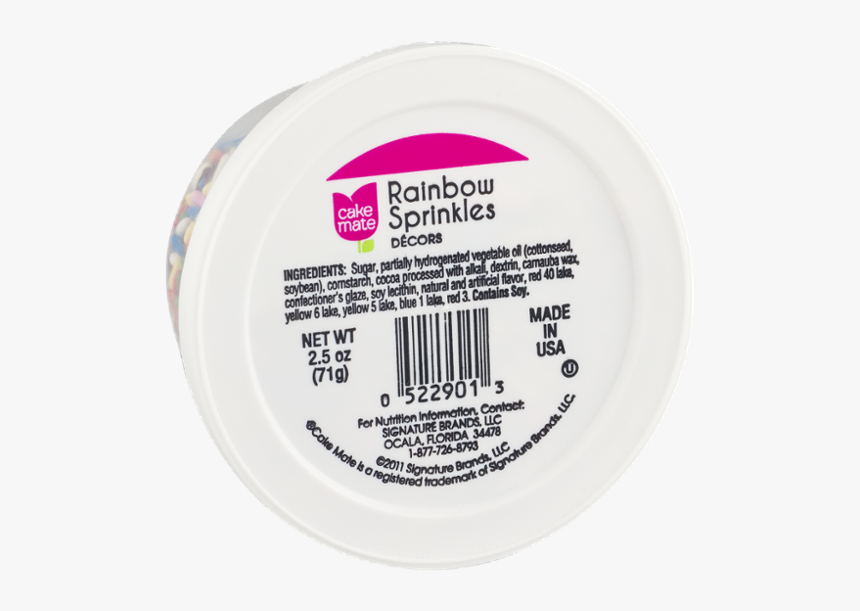 cake
mate
Rainbow
Sprinkles
DÉCORS
INGREDIENTS: Sugar, partially hydrogenated vegetable oil (cottonseed,
soybean), cornstarch, cocoa processed with alkali, dextrin, carnauba wax,
confectioner's glaze, soy lecithin, natural and artificial flavor, red 40 lake,
yellow 6 lake, yellow 5 lake, blue 1 lake, red 3. Contains Soy.
NET WT
2.5 oz
(71g)
0 522901 3
MADE
IN
USA
U
For Nutrition Information, Contact:
SIGNATURE BRANDS, LLC
OCALA, FLORIDA 34478
1-877-726-8793
©2011 Signature Brands, LLC
®Cake Mate is a registered trademark of Signature Brands, LLC.